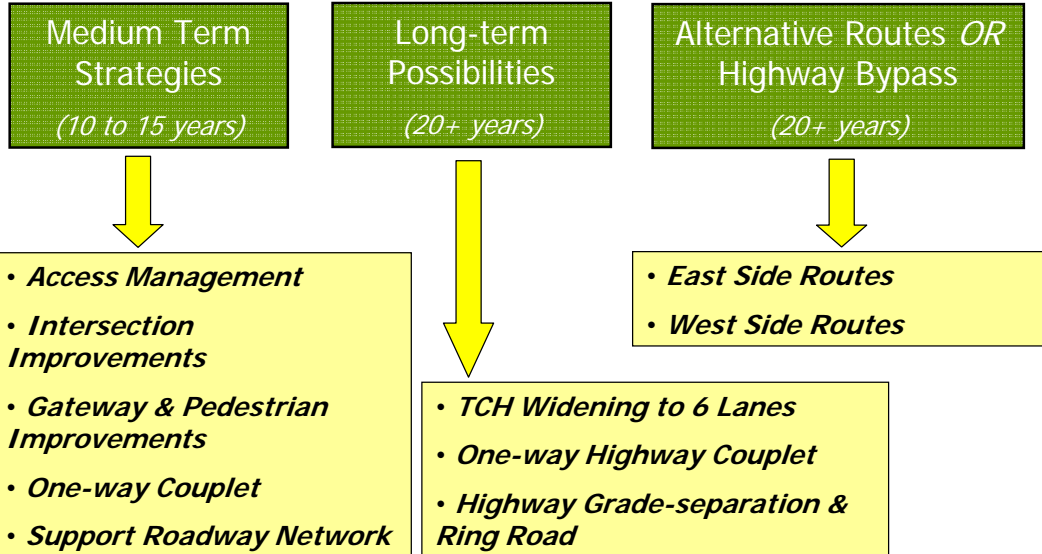 Medium Term
Strategies
(10 to 15 years)
Long-term
Possibilities
(20+ years)
Alternative Routes OR
Highway Bypass
(20+ years)
• Access Management
• Intersection
Improvements
• Gateway & Pedestrian
Improvements
• One-way Couplet
• Support Roadway Network
• TCH Widening to 6 Lanes
• One-way Highway Couplet
• Highway Grade-separation &
Ring Road
• East Side Routes
• West Side Routes